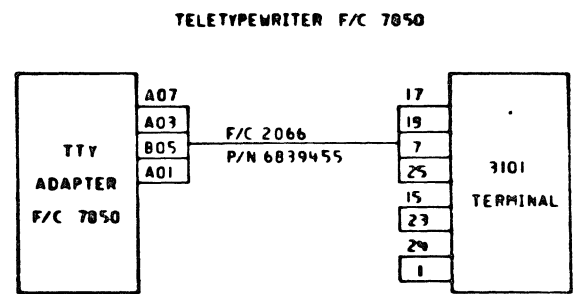 TELETYPEWRITER F/C 7850
A07
A03
B05
A01
TTY
ADAPTER
F/C 7850
F/C 2066
P/N 6839455
17
19
7
25
15
23
24
1
3101
TERMINAL